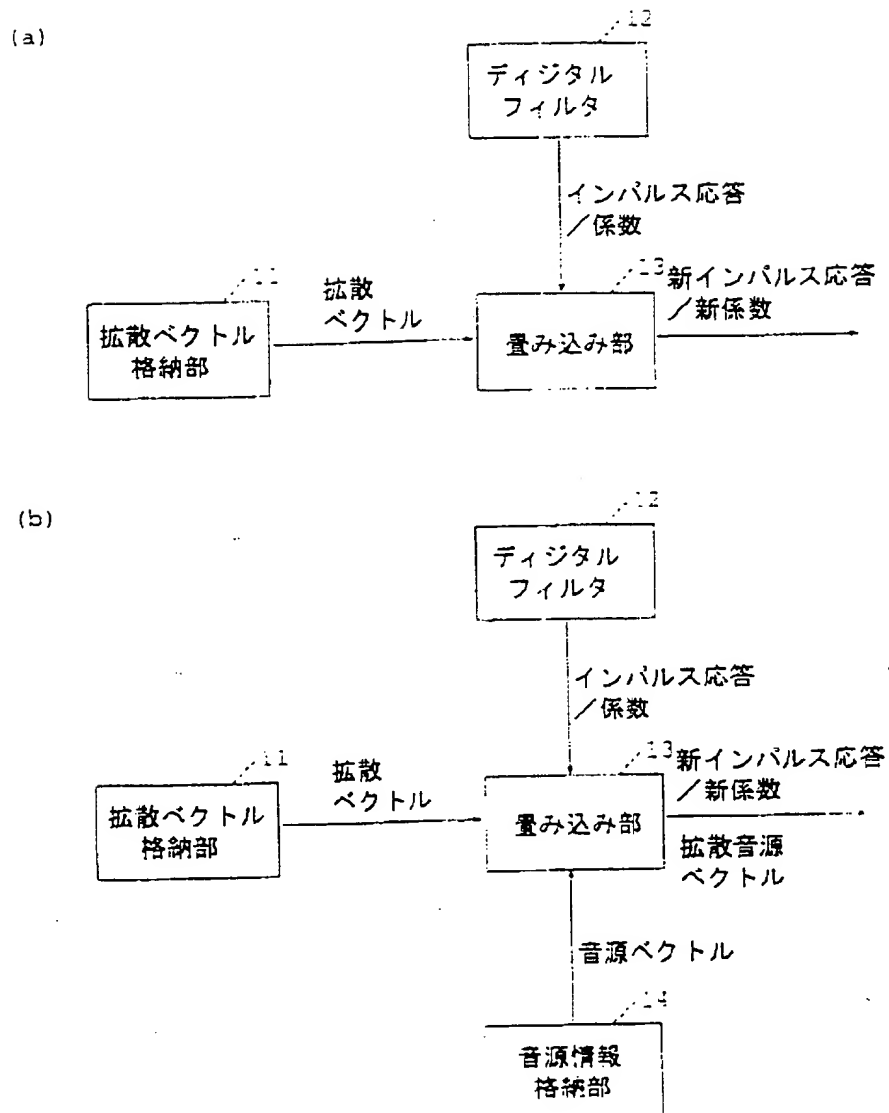 (a)
12
ディジタル
フィルタ
インパルス応答
/係数
11
拡散
ベクトル
13
新インパルス応答
/新係数
拡散ベクトル
格納部
畳み込み部
(b)
12
ディジタル
フィルタ
インパルス応答
/係数
11
拡散
ベクトル
13
新インパルス応答
/新係数
拡散ベクトル
格納部
畳み込み部
拡散音源
ベクトル
音源ベクトル
14
音源情報
格納部